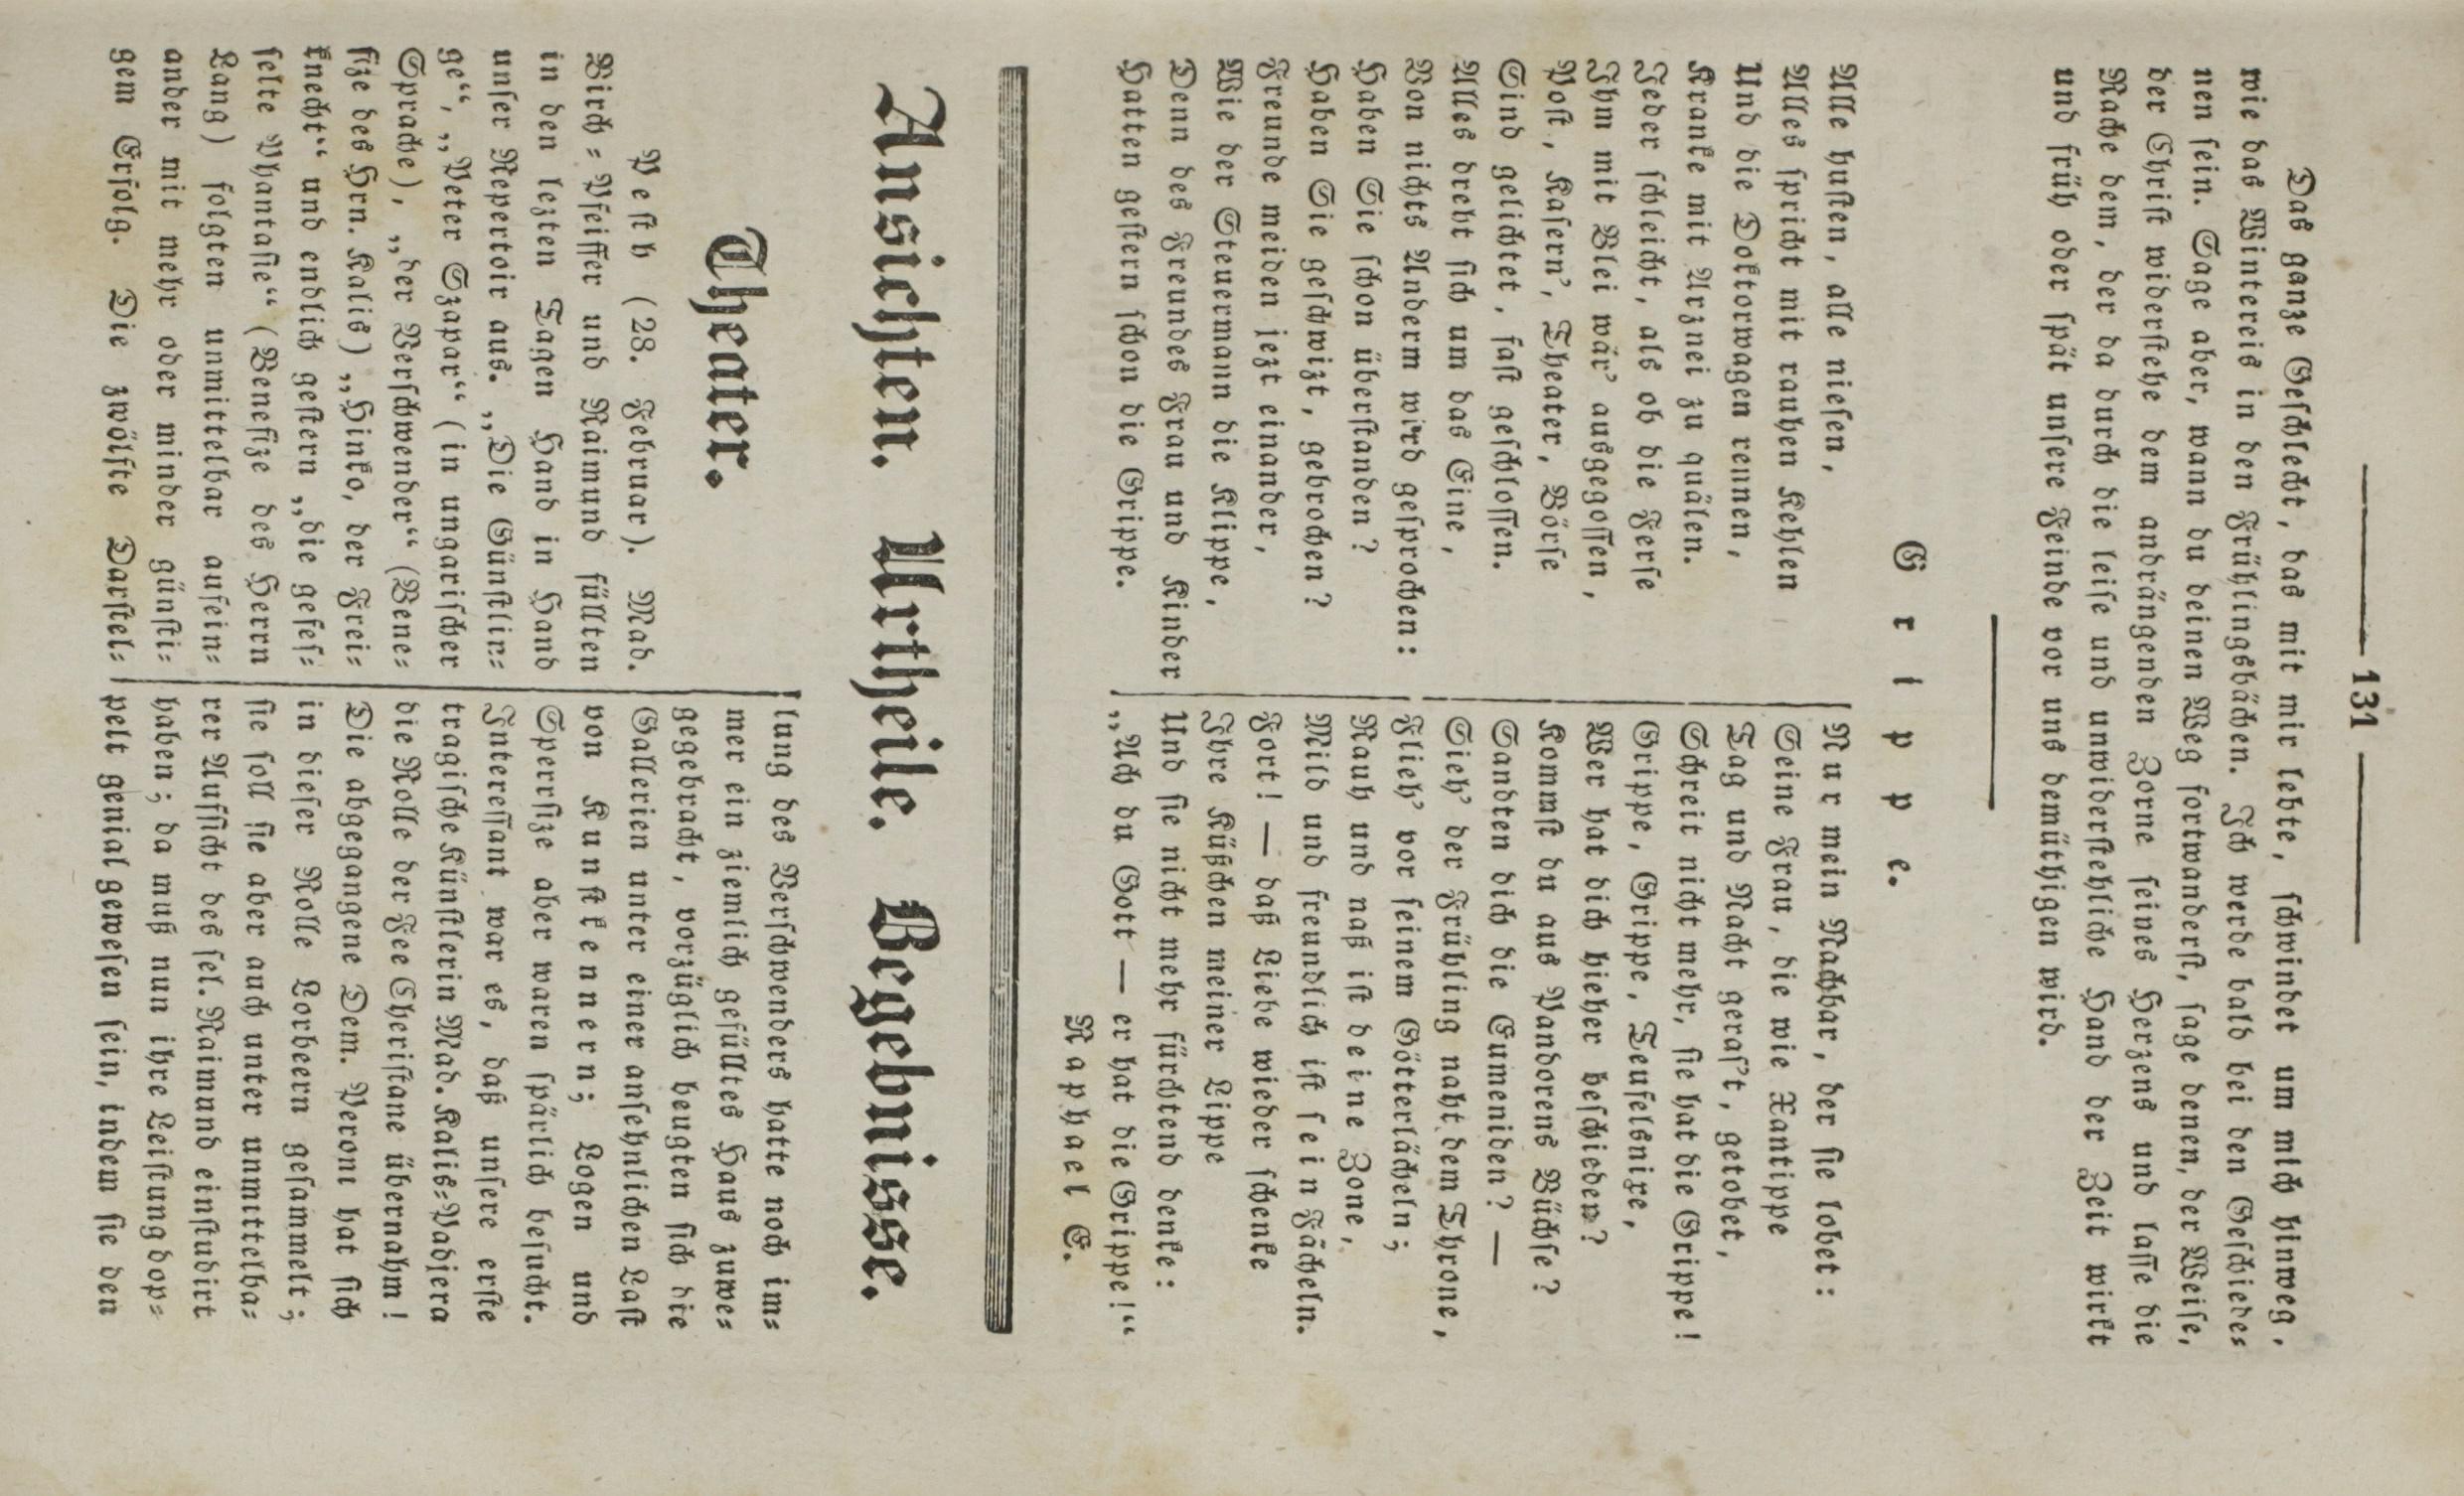 131
Das ganze Geschlecht, das mit mir lebte, schwindet um mich hinweg,
wie das Wintereis in den Frühlingsbächen. Ich werde bald bei den Geschiede=
nen sein. Sage aber, wann du deinen Weg fortwanderst, sage denen, der Weise,
der Christ widerstehe dem andrängenden Zorne seines Herzens und lasse die
Rache dem, der da durch die leise und unwiderstehliche Hand der Zeit wirkt
und früh oder spät unsere Feinde vor uns demüthigen wird.
Grippe.
Alle husten, alle niesen,
Alles spricht mit rauhen Kehlen
Und die Doktorwagen rennen,
Kranke mit Arznei zu quälen.
Jeder schleicht, als ob die Ferse
Ihm mit Blei wär' ausgegossen,
Post, Kasern', Theater, Börse
Sind gelichtet, fast geschlossen.
Alles dreht sich um das Eine,
Von nichts Anderm wird gesprochen:
Haben Sie schon überstanden?
Haben Sie geschwizt, gebrochen?
Freunde meiden jezt einander,
Wie der Steuermann die Klippe,
Denn des Freundes Frau und Kinder
Hatten gestern schon die Grippe.
Nur mein Nachbar, der sie lobet:
Seine Frau, die wie Xantippe
Tag und Nacht geras't, getobet,
Schreit nicht mehr, sie hat die Grippe!
Grippe, Grippe, Teufelsnixe,
Wer hat dich hieher beschieden?
Kommst du aus Pandorens Büchse?
Sandten dich die Eumeniden? —
Sieh' der Frühling naht dem Throne,
Flieh' vor seinem Götterlächeln;
Rauh und naß ist deine Zone,
Mild und freundlich ist sein Fächeln.
Fort! — daß Liebe wieder schenke
Ihre Küßchen meiner Lippe
Und sie nicht mehr fürchtend denke:
„Ach du Gott — er hat die Grippe!"
Raphael E.
Ansichten. Urtheile. Begebnisse.
Theater.
Pesth (28. Februar). Mad.
Birch=Pfeiffer und Raimund füllten
in den lezten Tagen Hand in Hand
unser Repertoir aus. „Die Günstlin=
ge", „Peter Szapar" (in ungarischer
Sprache), „der Verschwender" (Bene=
fize des Hrn. Kalis) „Hinko, der Frei=
knecht" und endlich gestern „die gefes=
selte Phantasie" (Benefize des Herrn
Lang) folgten unmittelbar aufein=
ander mit mehr oder minder günsti=
gem Erfolg. Die zwölfte Darstel=
lung des Verschwenders hatte noch im=
mer ein ziemlich gefülltes Haus zuwe=
gegebracht, vorzüglich beugten sich die
Gallerien unter einer ansehnlichen Last
von Kunstkennern; Logen und
Sperrsize aber waren spärlich besucht.
Interessant war es, daß unsere erste
tragische Künstlerin Mad. Kalis=Padjera
die Rolle der Fee Cheristane übernahm!
Die abgegangene Dem. Peroni hat sich
in dieser Rolle Lorbern gesammelt;
sie soll sie aber auch unter unmittelba=
rer Aufsicht des sel. Raimund einstudirt
haben; da muß nun ihre Leistung dop=
pelt genial gewesen sein, indem sie den